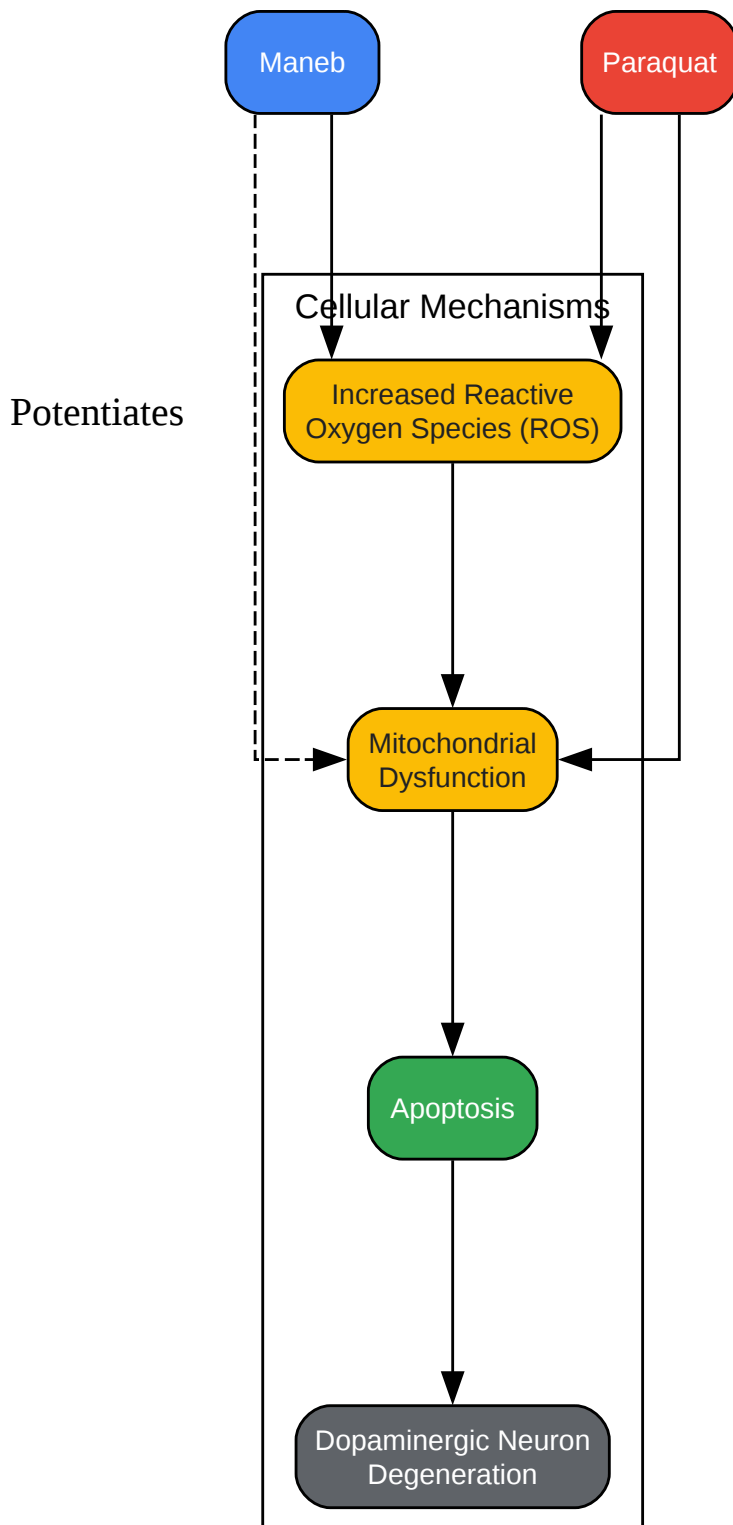 Maneb
Paraquat
Cellular Mechanisms
Increased Reactive
Oxygen Species (ROS)
Potentiates
Mitochondrial
Dysfunction
Apoptosis
Dopaminergic Neuron
Degeneration